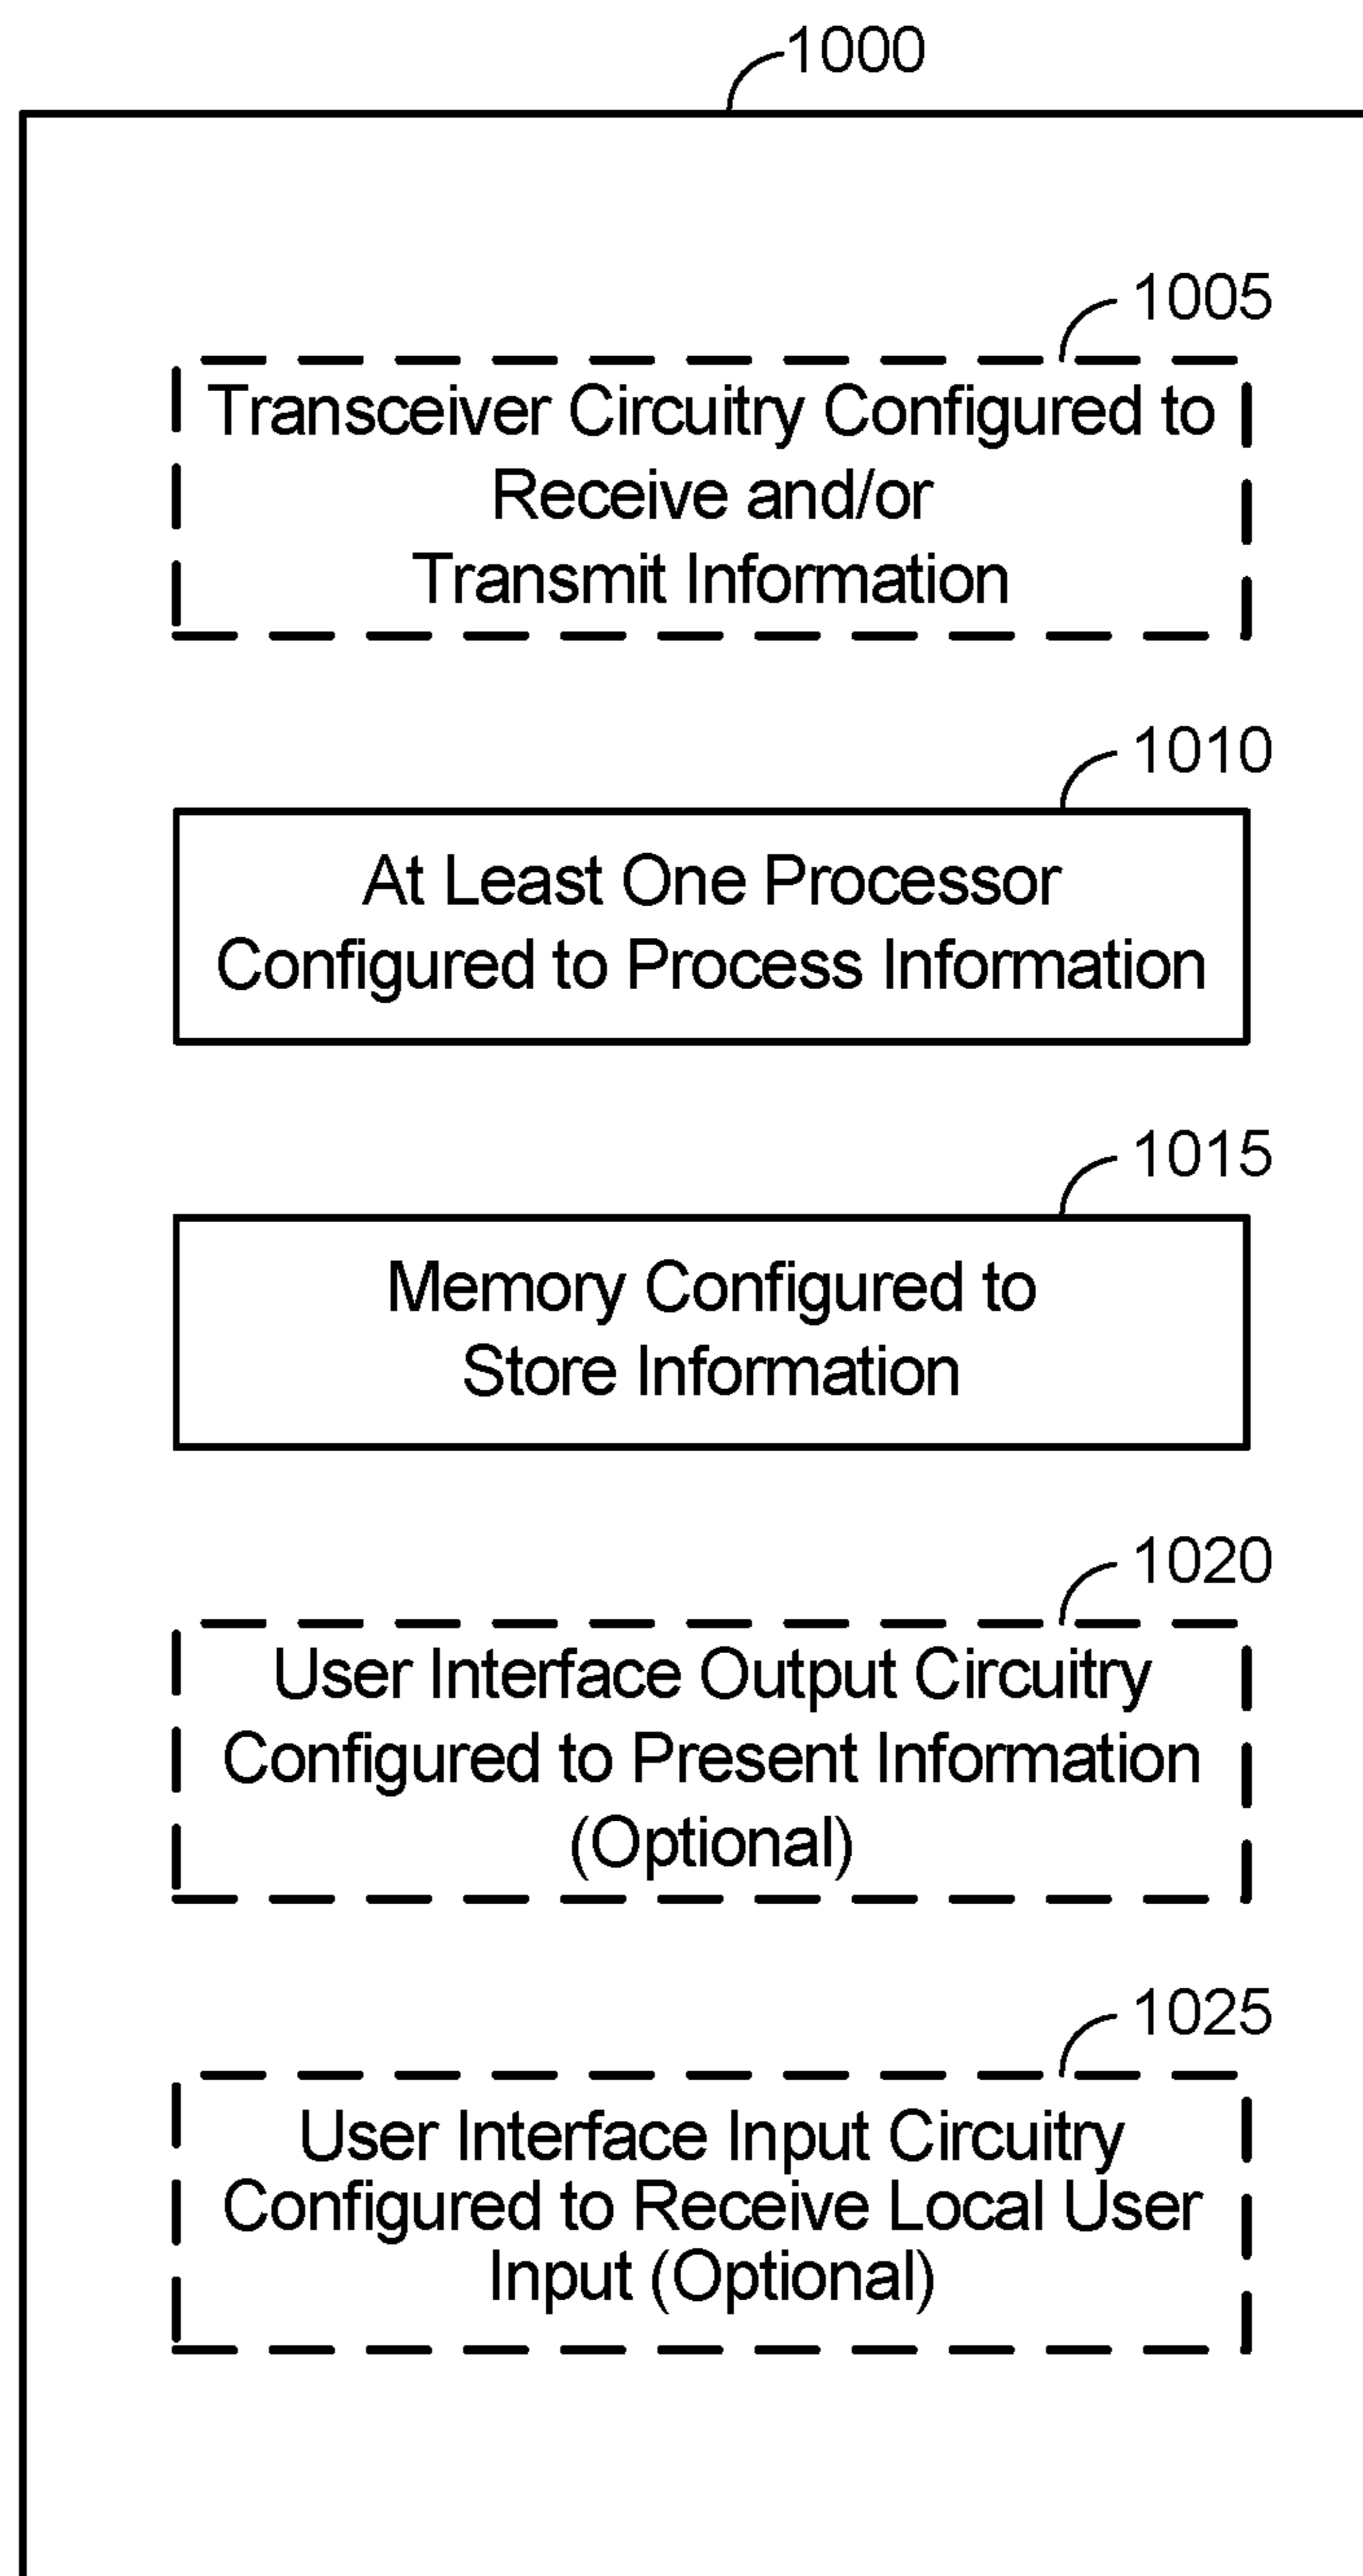 1000
1005
Transceiver Circuitry Configured to
Receive and/or
Transmit Information
1010
At Least One Processor
Configured to Process Information
1015
Memory Configured to
Store Information
1020
User Interface Output Circuitry
Configured to Present Information
(Optional)
1025
User Interface Input Circuitry
Configured to Receive Local User
Input (Optional)